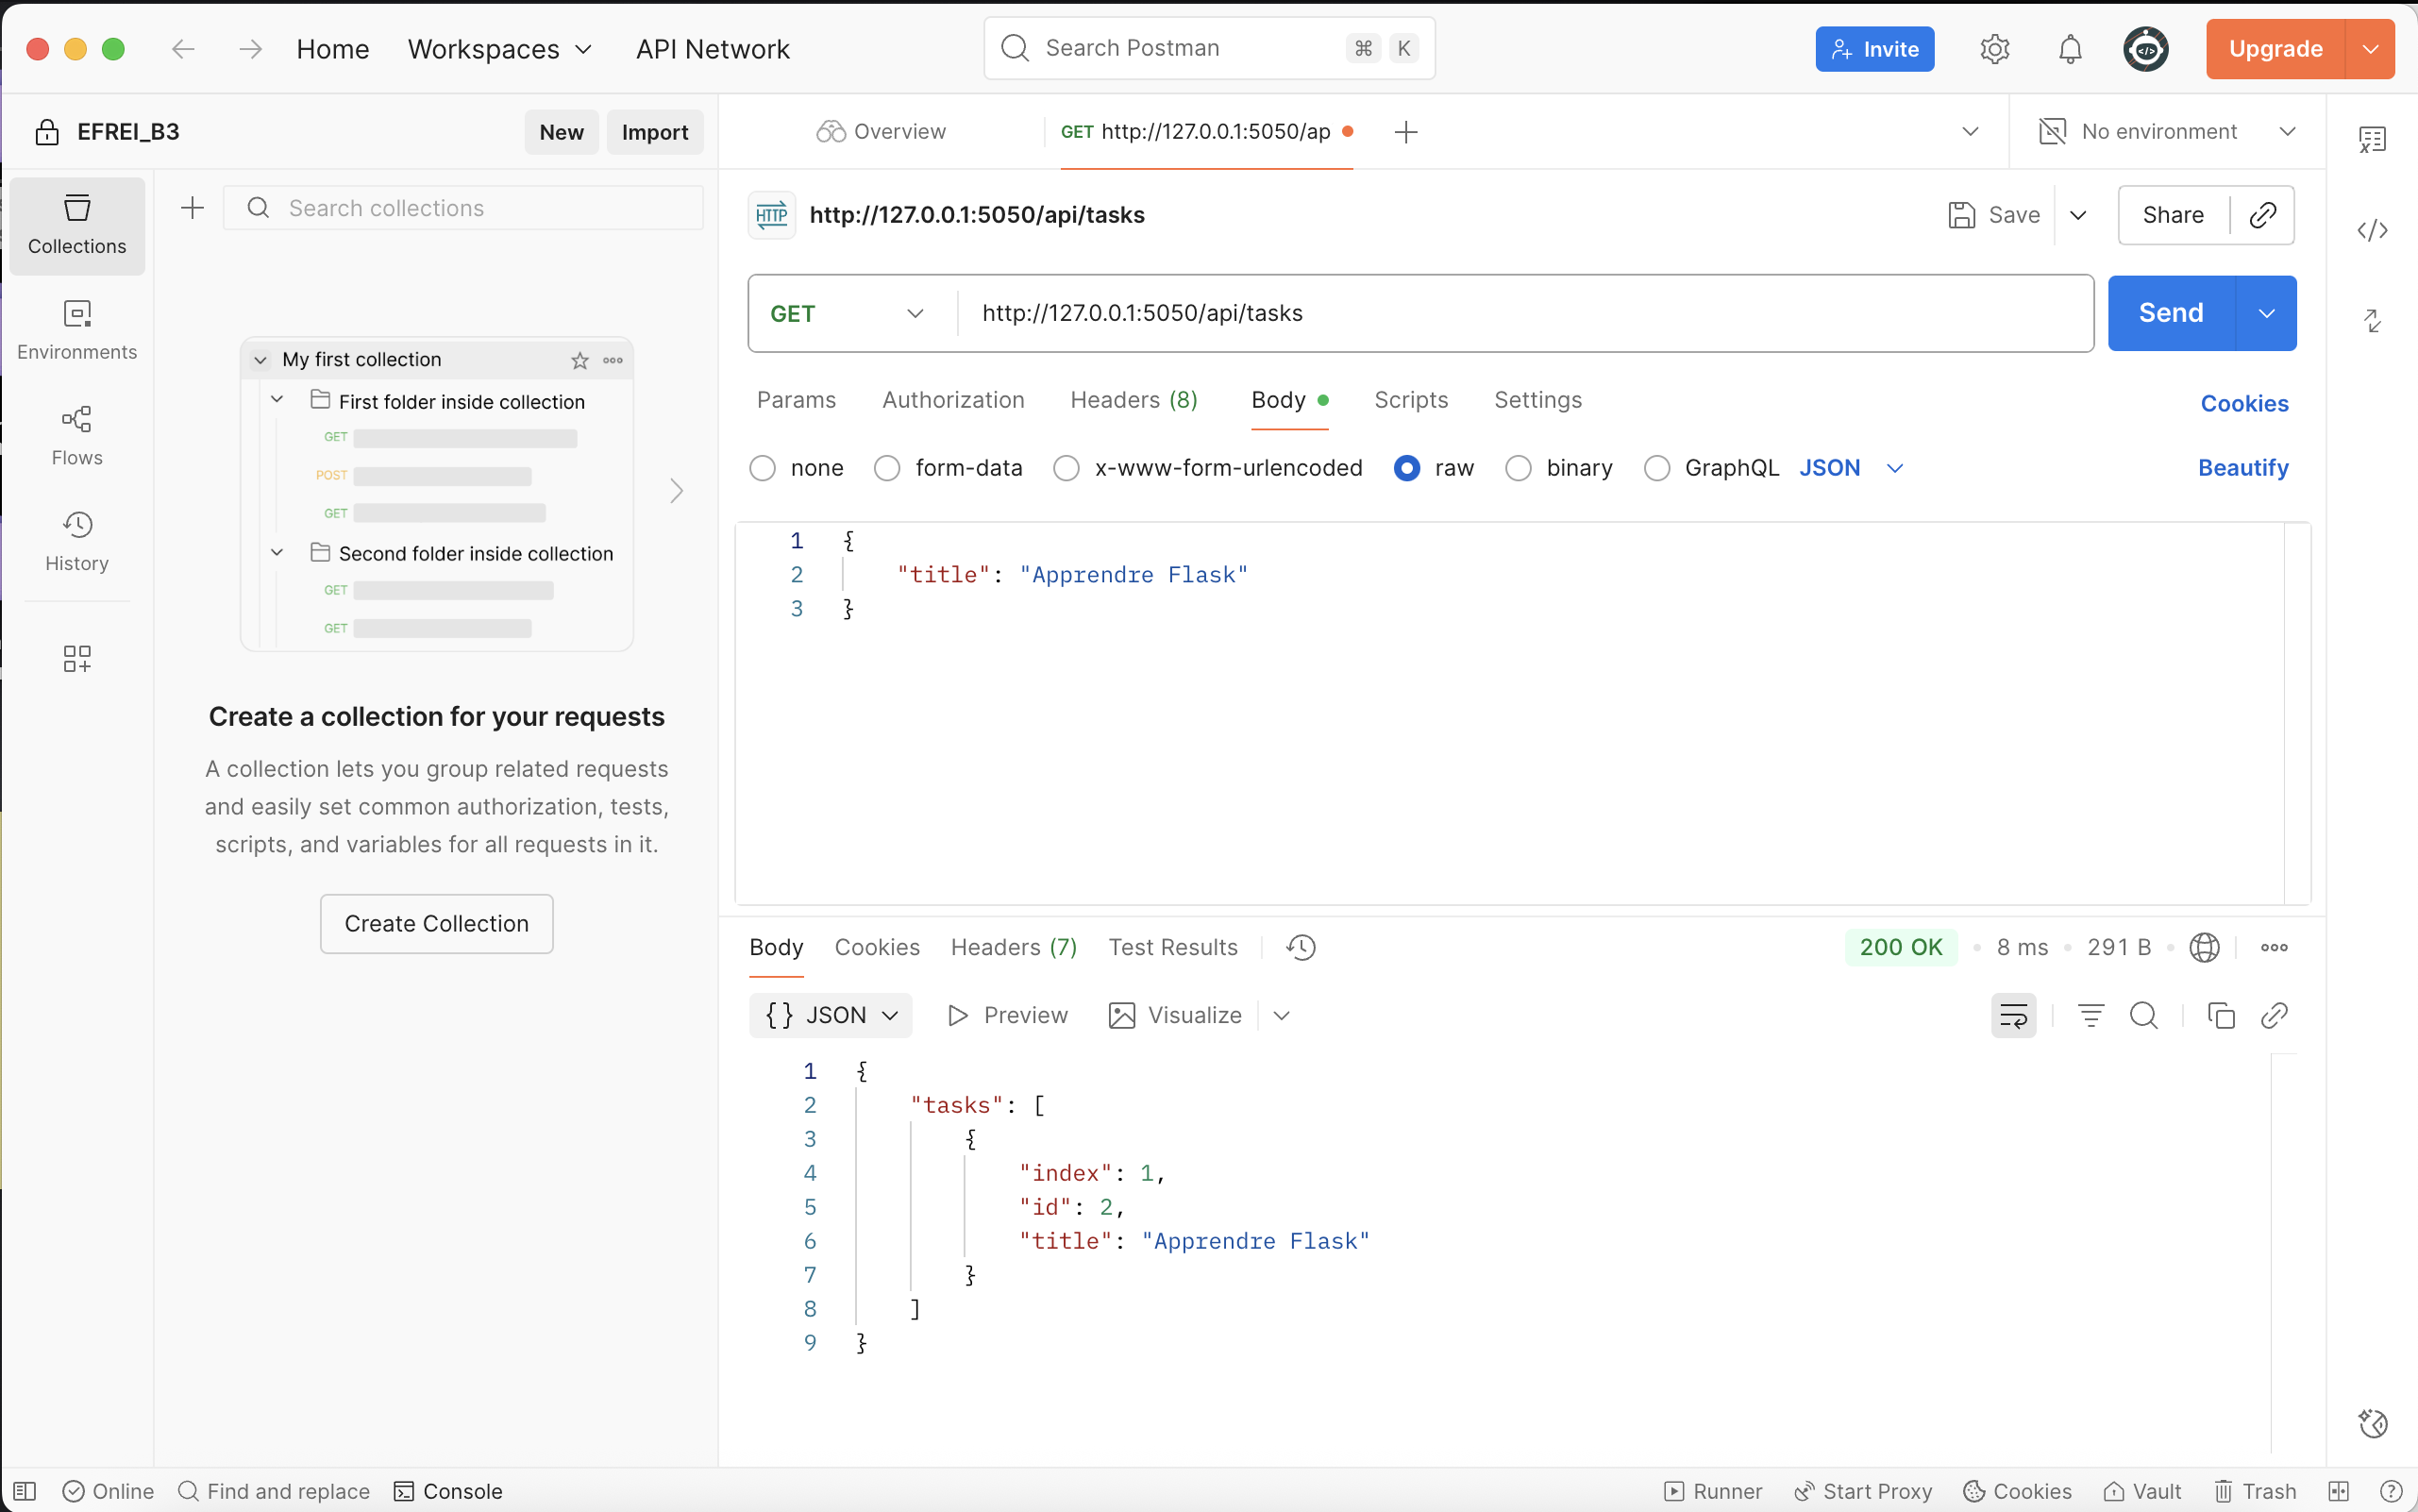 Home Workspaces API Network Search Postman ⌘ K Invite Upgrade
EFREI_B3 New Import Overview GET http://127.0.0.1:5050/ap No environment
Collections
Environments
Flows
History
Search collections
My first collection
First folder inside collection
GET
POST
GET
Second folder inside collection
GET
GET
Create a collection for your requests
A collection lets you group related requests
and easily set common authorization, tests,
scripts, and variables for all requests in it.
Create Collection
HTTP http://127.0.0.1:5050/api/tasks Save Share
GET http://127.0.0.1:5050/api/tasks Send
Params Authorization Headers (8) Body Scripts Settings Cookies
none form-data x-www-form-urlencoded raw binary GraphQL JSON Beautify
1 {
2 "title": "Apprendre Flask"
3 }
Body Cookies Headers (7) Test Results 200 OK • 8 ms • 291 B •
{} JSON Preview Visualize
1 {
2 "tasks": [
3 {
4 "index": 1,
5 "id": 2,
6 "title": "Apprendre Flask"
7 }
8 ]
9 }
Online Find and replace Console Runner Start Proxy Cookies Vault Trash